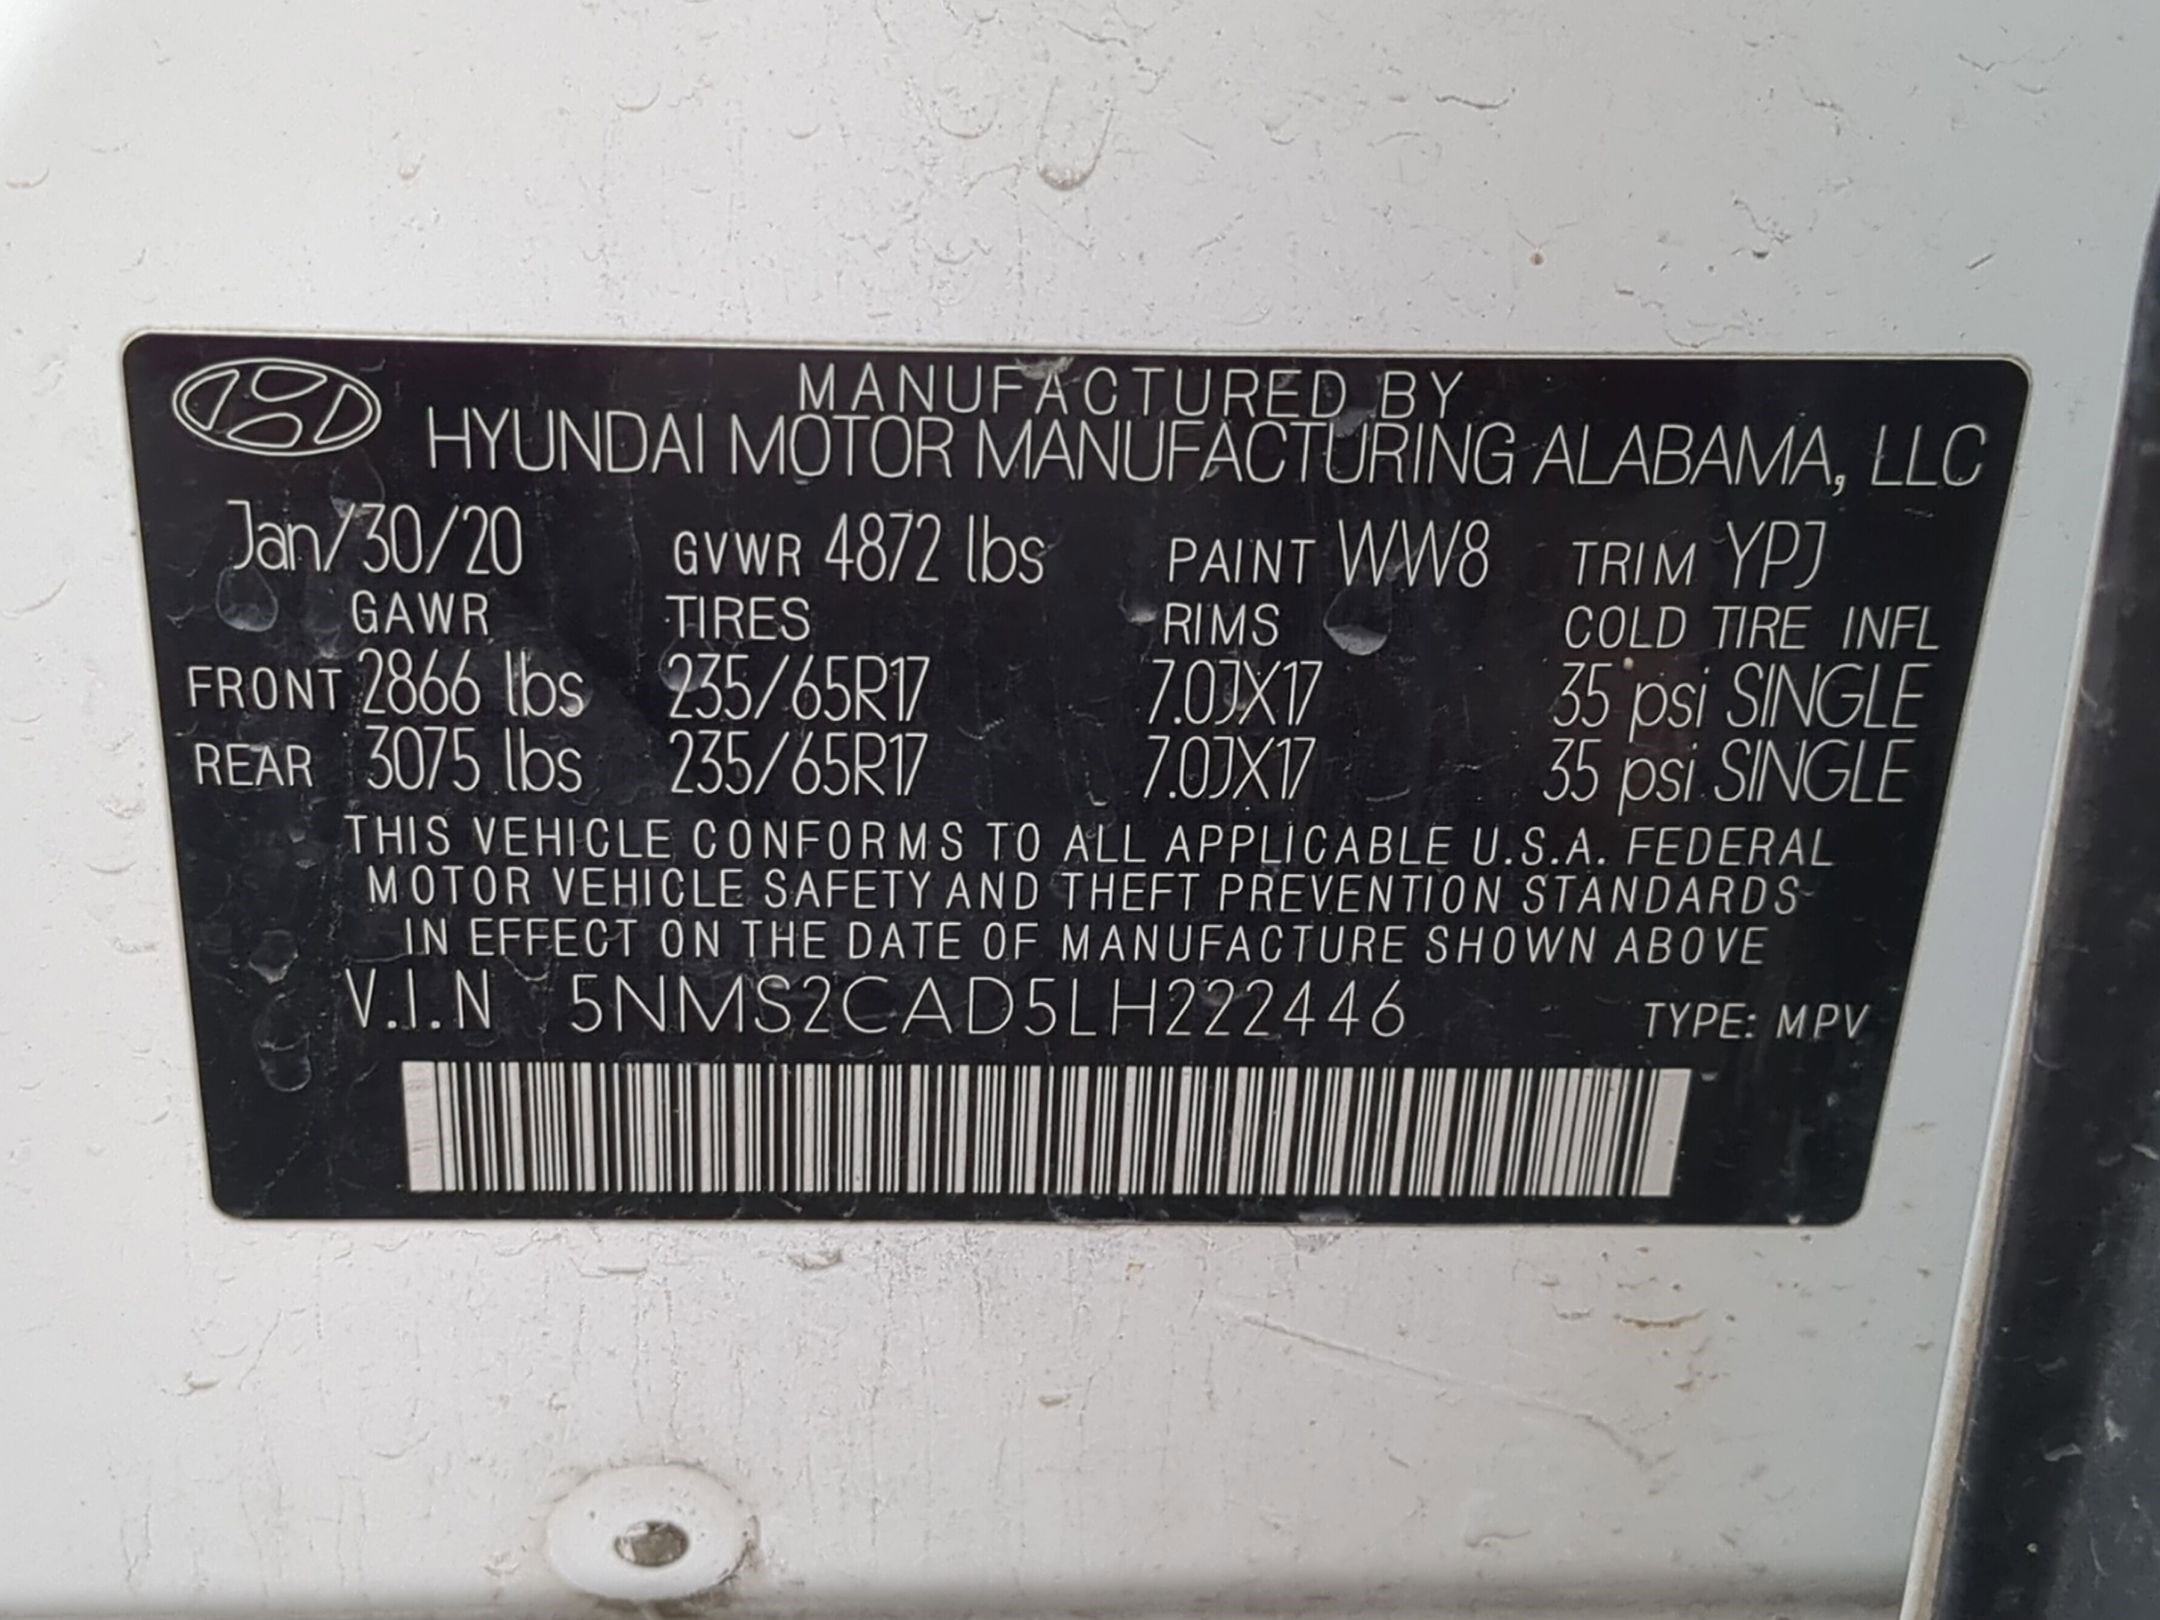 MANUFACTURED BY
HYUNDAI MOTOR MANUFACTURING ALABAMA, LLC
Jan/30/20 GVWR 4872 lbs PAINT WW8 TRIM YPJ
GAWR TIRES RIMS COLD TIRE INFL
FRONT 2866 lbs 235/65R17 7.0JX17 35 psi SINGLE
REAR 3075 lbs 235/65R17 7.0JX17 35 psi SINGLE
THIS VEHICLE CONFORMS TO ALL APPLICABLE U.S.A. FEDERAL
MOTOR VEHICLE SAFETY AND THEFT PREVENTION STANDARDS
IN EFFECT ON THE DATE OF MANUFACTURE SHOWN ABOVE
V.I.N 5NMS2CAD5LH222446 TYPE: MPV